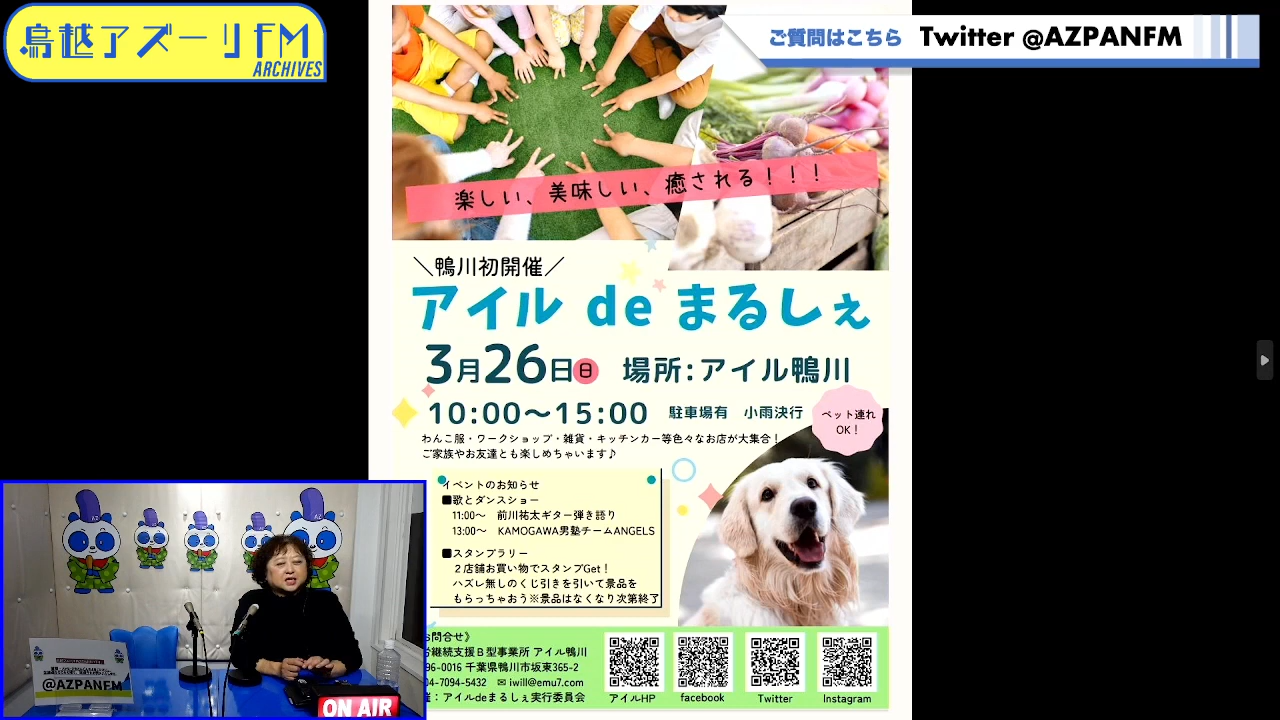 鳥越アズーリFM
ARCHIVES
ご質問はこちら Twitter @AZPANFM
楽しい、美味しい、癒される！！！
＼鴨川初開催／
アイル de まるしぇ
3月26日日 場所:アイル鴨川
10:00〜15:00 駐車場有 小雨決行
ペット連れ
OK！
わんこ服・ワークショップ・雑貨・キッチンカー等色々なお店が大集合！
ご家族やお友達とも楽しめちゃいます♪
イベントのお知らせ
■歌とダンスショー
11:00〜 前川祐太ギター弾き語り
13:00〜 KAMOGAWA男塾チームANGELS
■スタンプラリー
２店舗お買い物でスタンプGet！
ハズレ無しのくじ引きを引いて景品を
もらっちゃおう※景品はなくなり次第終了
お問合せ》
労継続支援Ｂ型事業所 アイル鴨川
96-0016 千葉県鴨川市坂東365-2
04-7094-5432 ✉ iwill@emu7.com
催：アイルdeまるしぇ実行委員会
アイルHP facebook Twitter Instagram
@AZPANFM
ON AIR